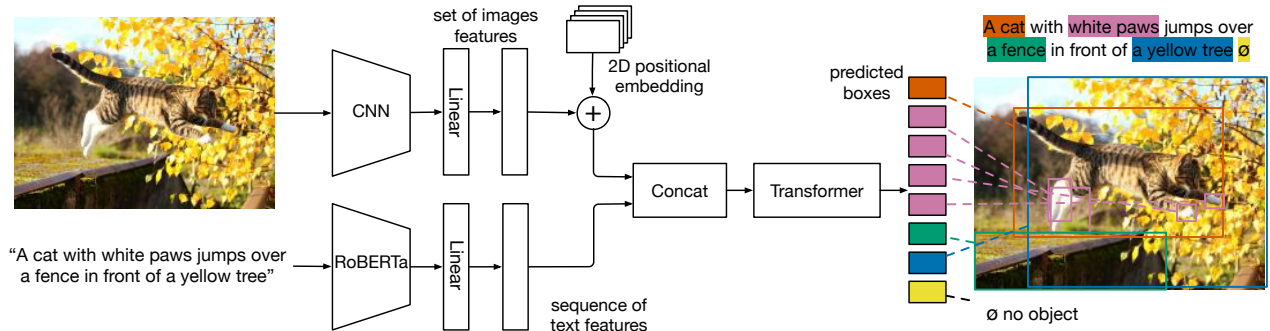 set of images
features
2D positional
embedding
CNN
Linear
+
predicted
boxes
A cat with white paws jumps over
a fence in front of a yellow tree ø
Concat
Transformer
“A cat with white paws jumps over
a fence in front of a yellow tree”
RoBERTa
Linear
sequence of
text features
ø no object